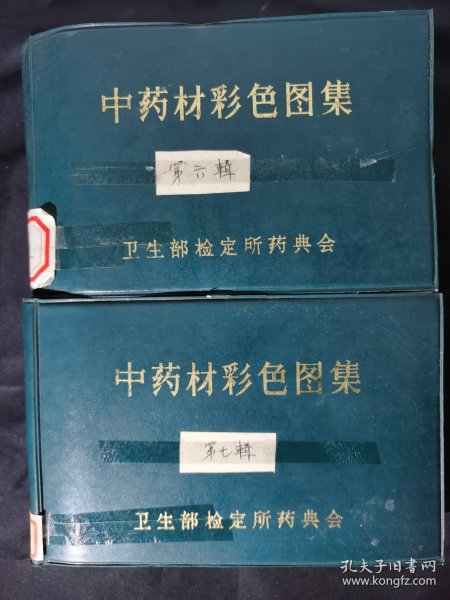 中药材彩色图集
第六輯
卫生部检定所药典会
中药材彩色图集
第七輯
卫生部检定所药典会
孔夫子旧书网
www.kongfz.com